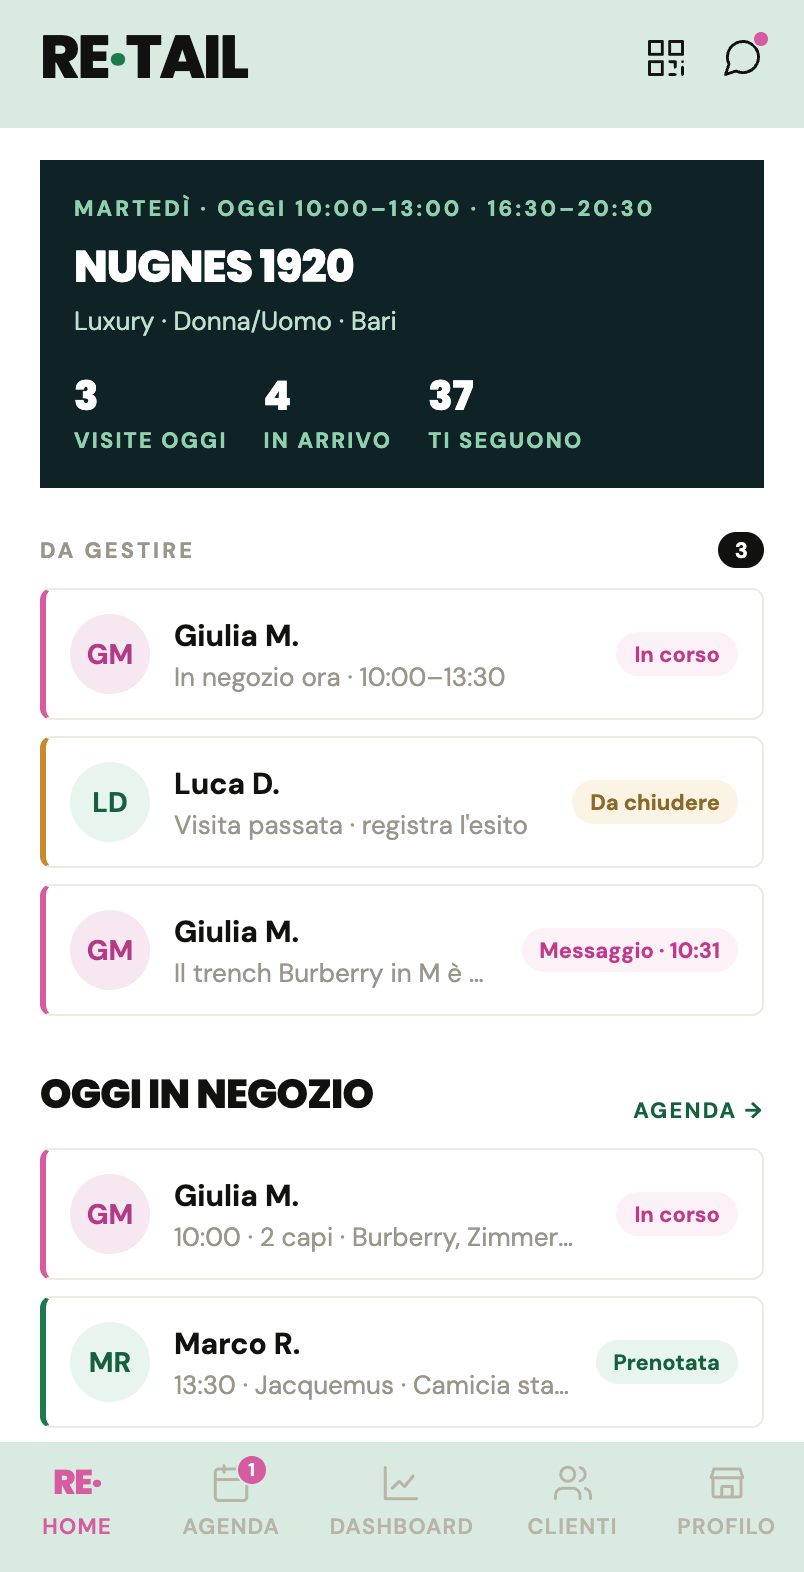 RE•TAIL
MARTEDÌ · OGGI 10:00–13:00 · 16:30–20:30
NUGNES 1920
Luxury · Donna/Uomo · Bari
3 4 37
VISITE OGGI IN ARRIVO TI SEGUONO
DA GESTIRE 3
GM Giulia M.
In negozio ora · 10:00–13:30
In corso
LD Luca D.
Visita passata · registra l'esito
Da chiudere
GM Giulia M.
Il trench Burberry in M è ...
Messaggio · 10:31
OGGI IN NEGOZIO
AGENDA →
GM Giulia M.
10:00 · 2 capi · Burberry, Zimmer...
In corso
MR Marco R.
13:30 · Jacquemus · Camicia sta...
Prenotata
RE• 1
HOME AGENDA DASHBOARD CLIENTI PROFILO